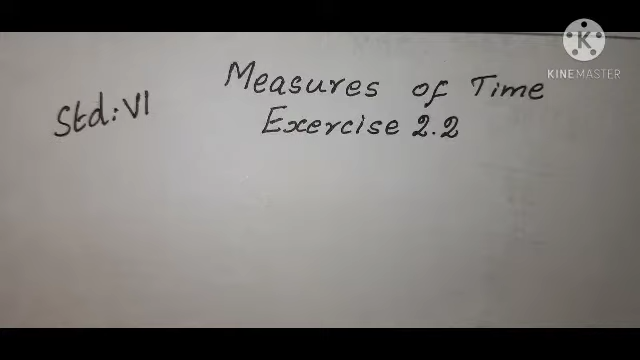 Measures of Time
Std: VI
Exercise 2.2
K
KINEMASTER